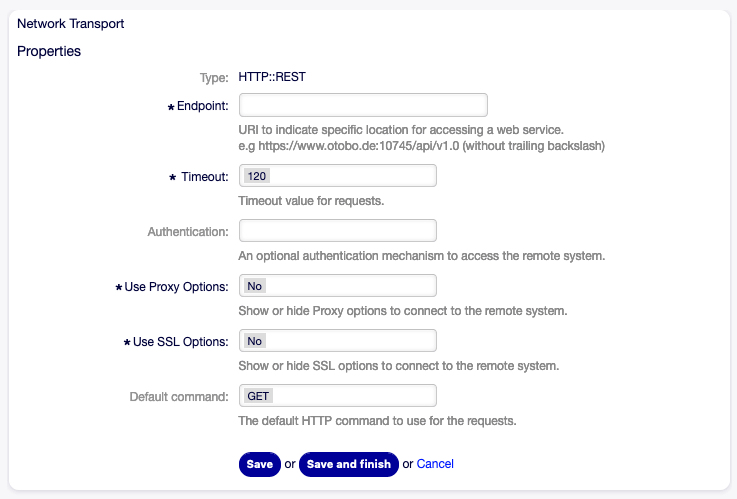 Network Transport
Properties
Type: HTTP::REST
* Endpoint:
URI to indicate specific location for accessing a web service.
e.g https://www.otobo.de:10745/api/v1.0 (without trailing backslash)
* Timeout: 120
Timeout value for requests.
Authentication:
An optional authentication mechanism to access the remote system.
* Use Proxy Options: No
Show or hide Proxy options to connect to the remote system.
* Use SSL Options: No
Show or hide SSL options to connect to the remote system.
Default command: GET
The default HTTP command to use for the requests.
Save or Save and finish or Cancel